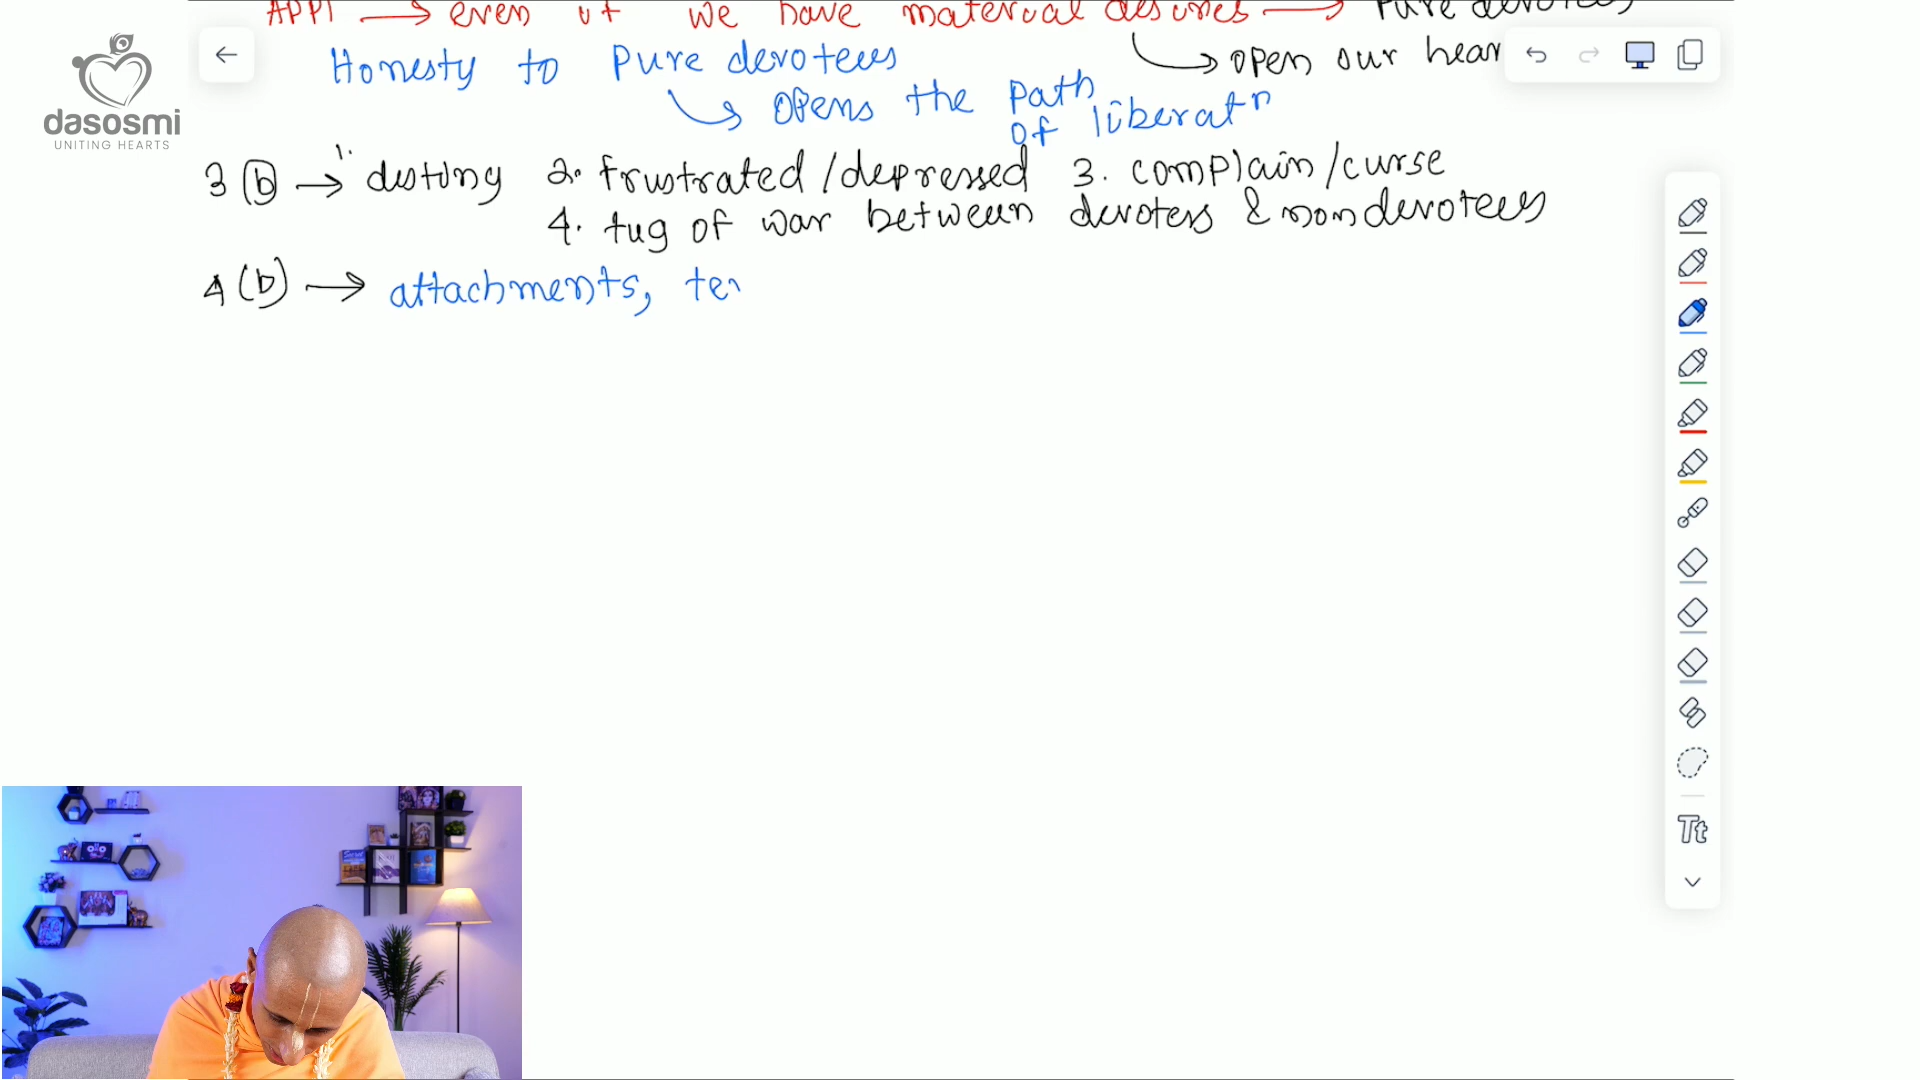 APPl → even if we have material desires → Pure devotees
→ open our hear
Honesty to Pure devotees
→ opens the path of liberatn
3 (b) → 1. destiny 2. frustrated/depressed 3. complain/curse
4. tug of war between devotees & nondevotees
4 (b) → attachments, te
dasosmi
UNITING HEARTS
Tt